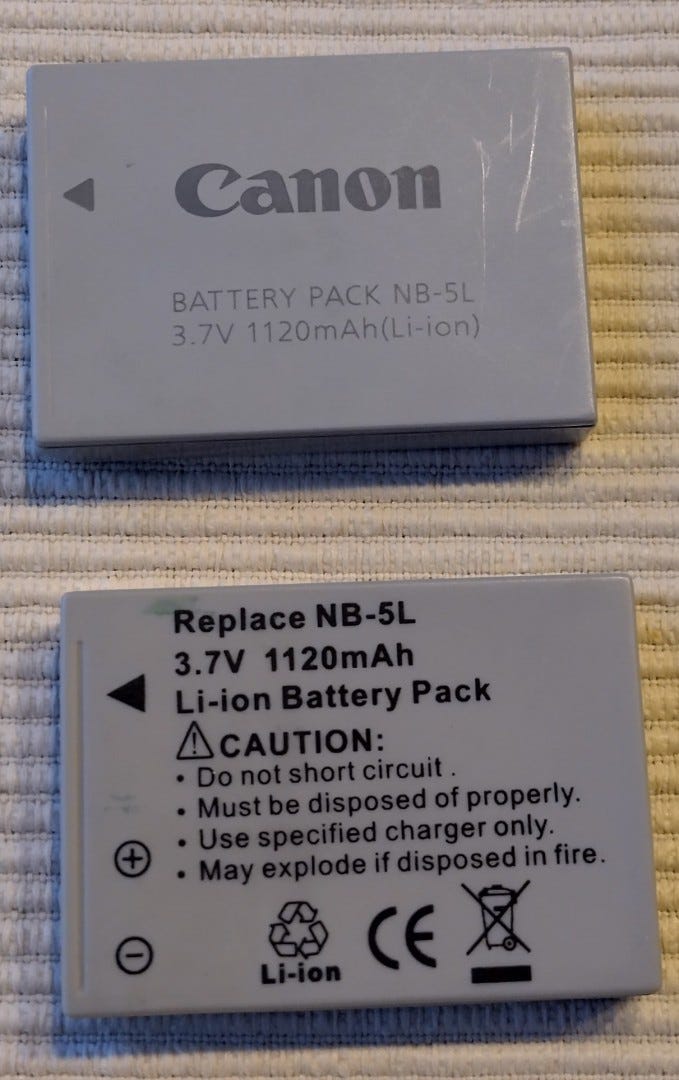 Canon
BATTERY PACK NB-5L
3.7V 1120mAh(Li-ion)
Replace NB-5L
3.7V 1120mAh
Li-ion Battery Pack
CAUTION:
• Do not short circuit .
• Must be disposed of properly.
• Use specified charger only.
• May explode if disposed in fire.
Li-ion
CE